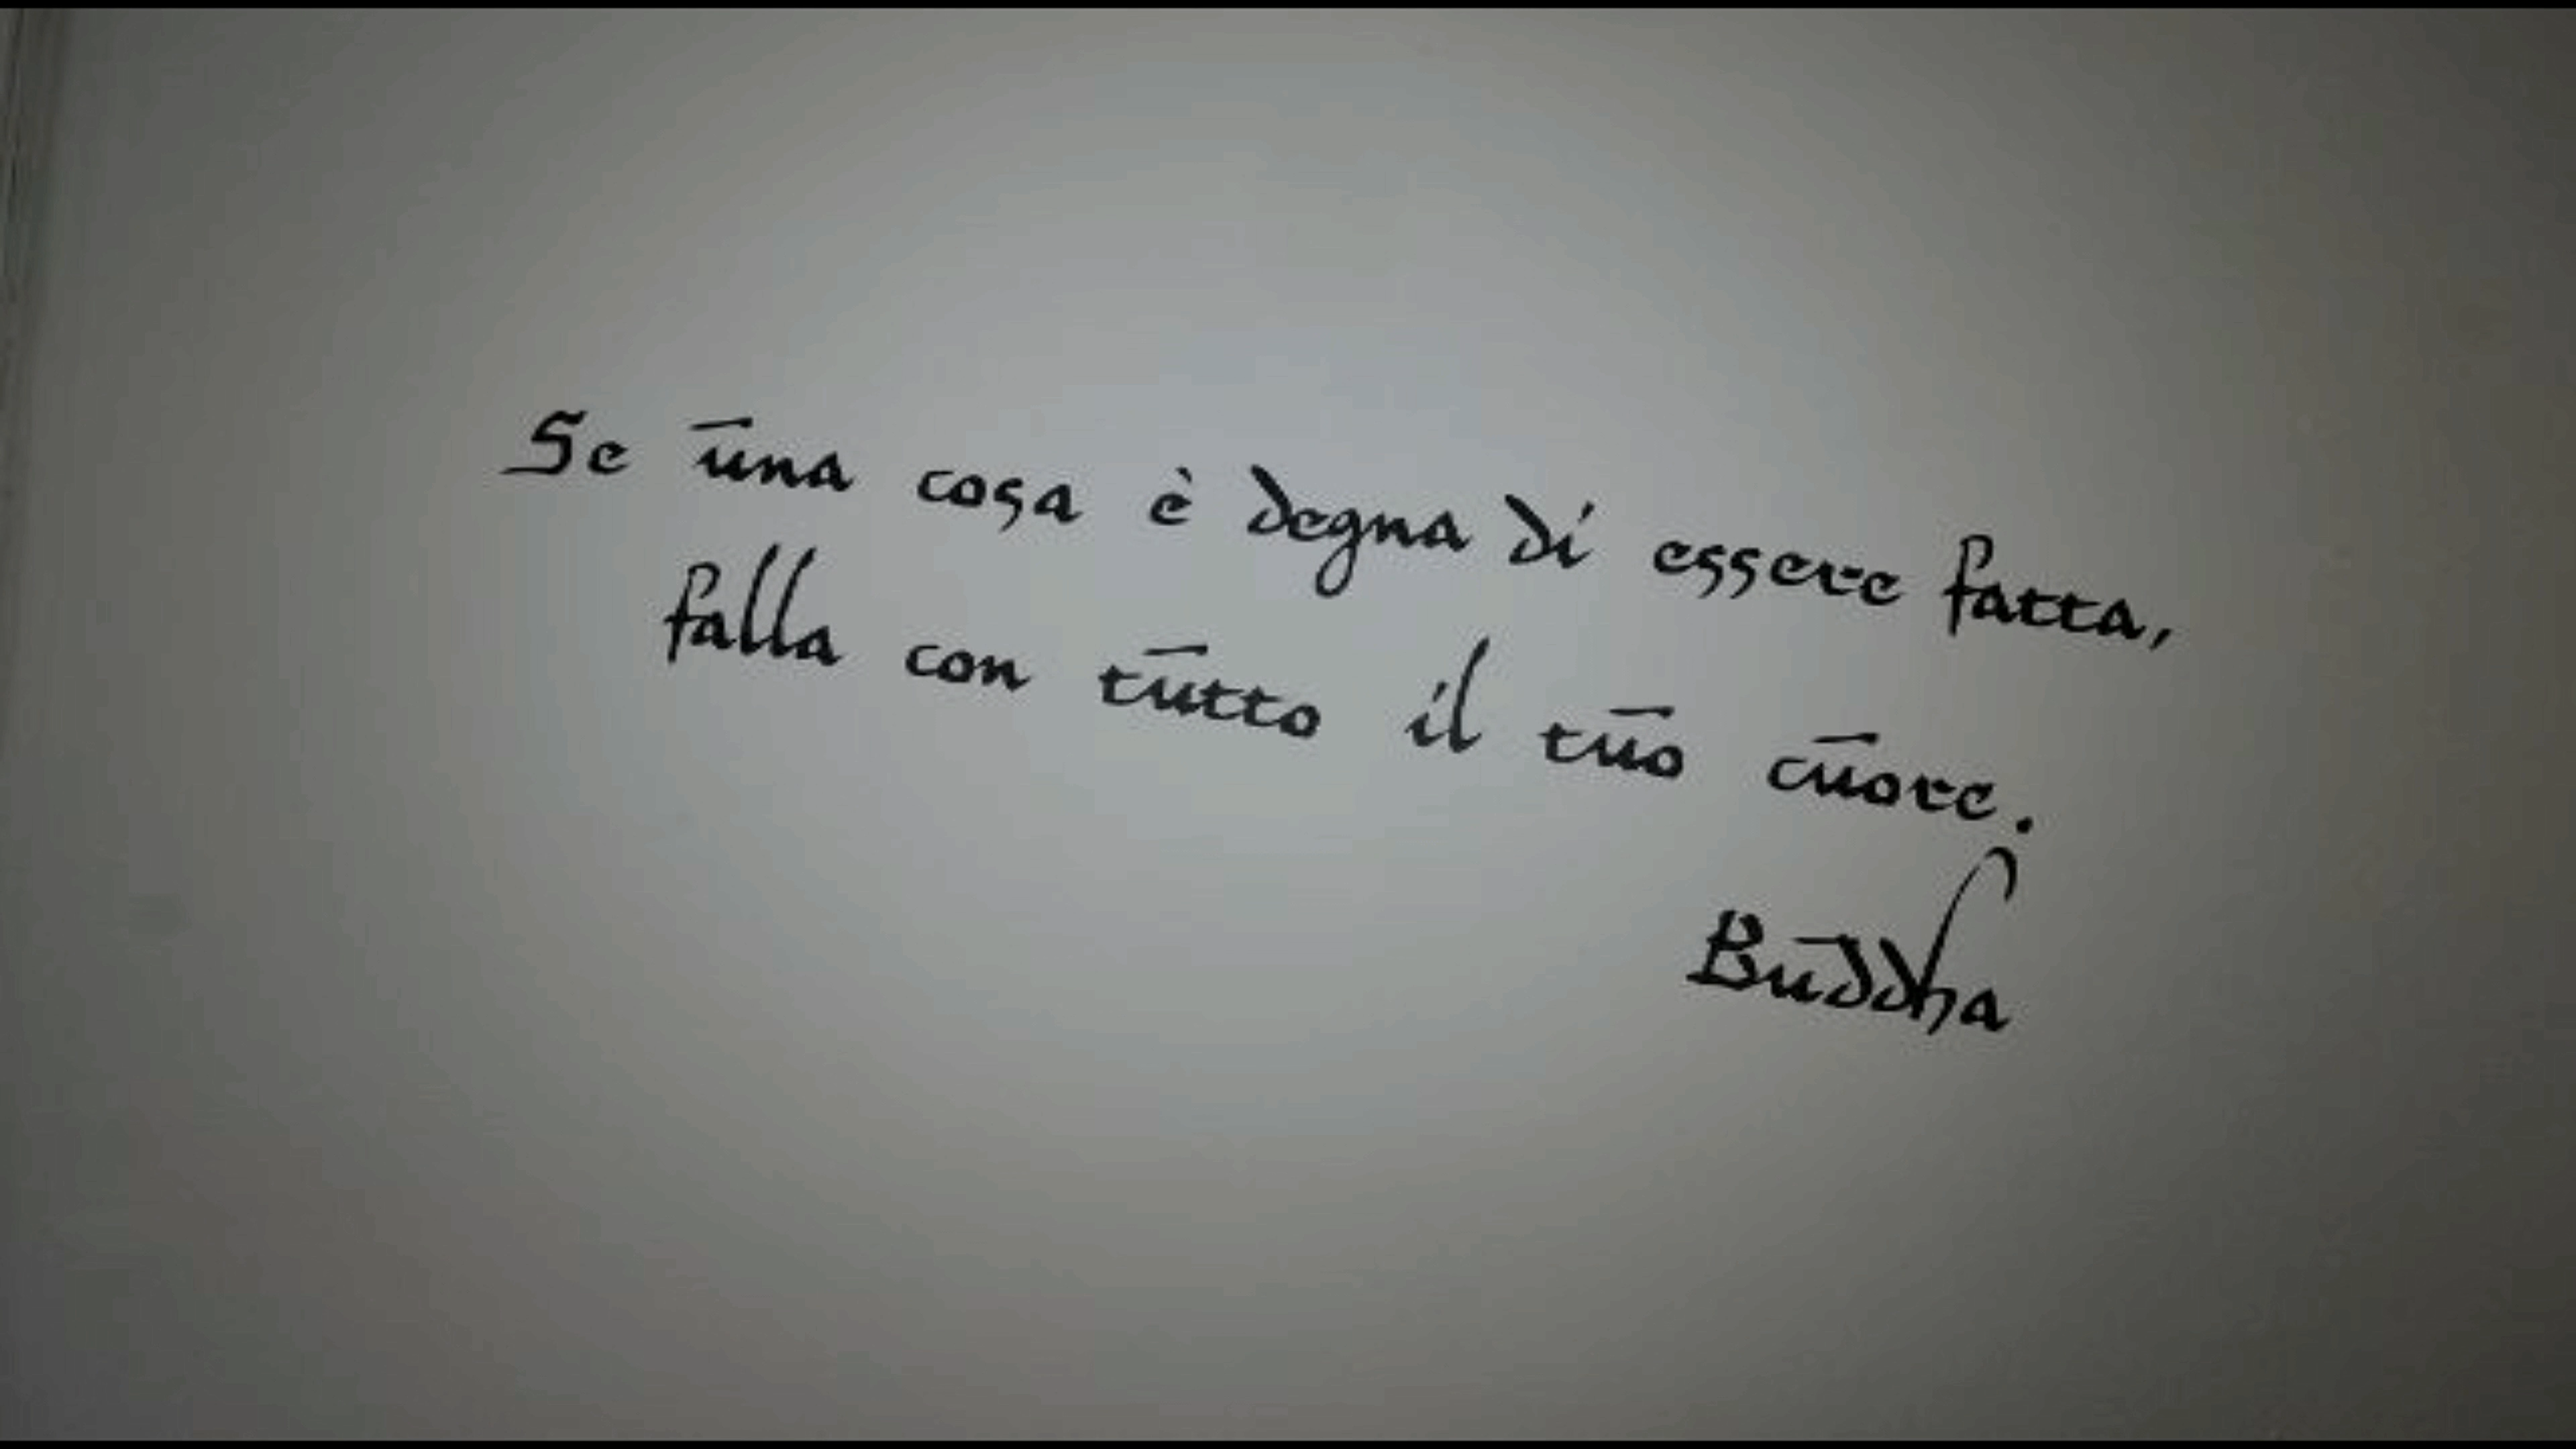 Se una cosa è degna di essere fatta,
falla con tutto il tuo cuore.
Buddha